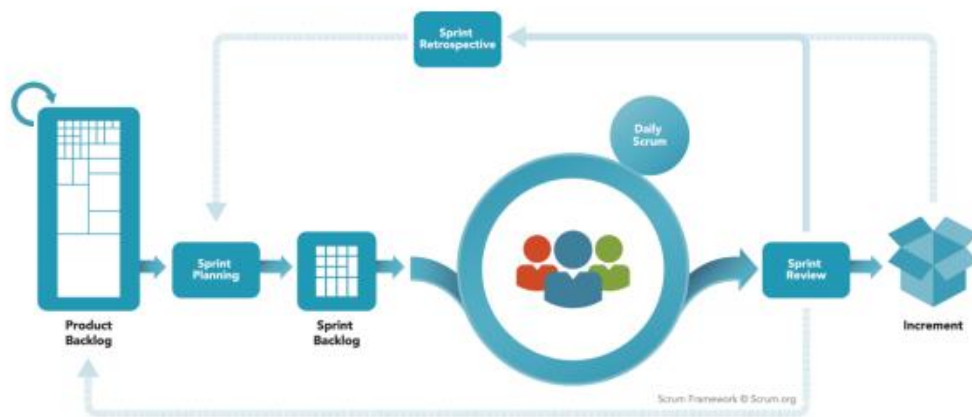 Sprint
Retrospective
Daily
Scrum
Sprint
Planning
Sprint
Review
Product
Backlog
Sprint
Backlog
Increment
Scrum Framework © Scrum.org